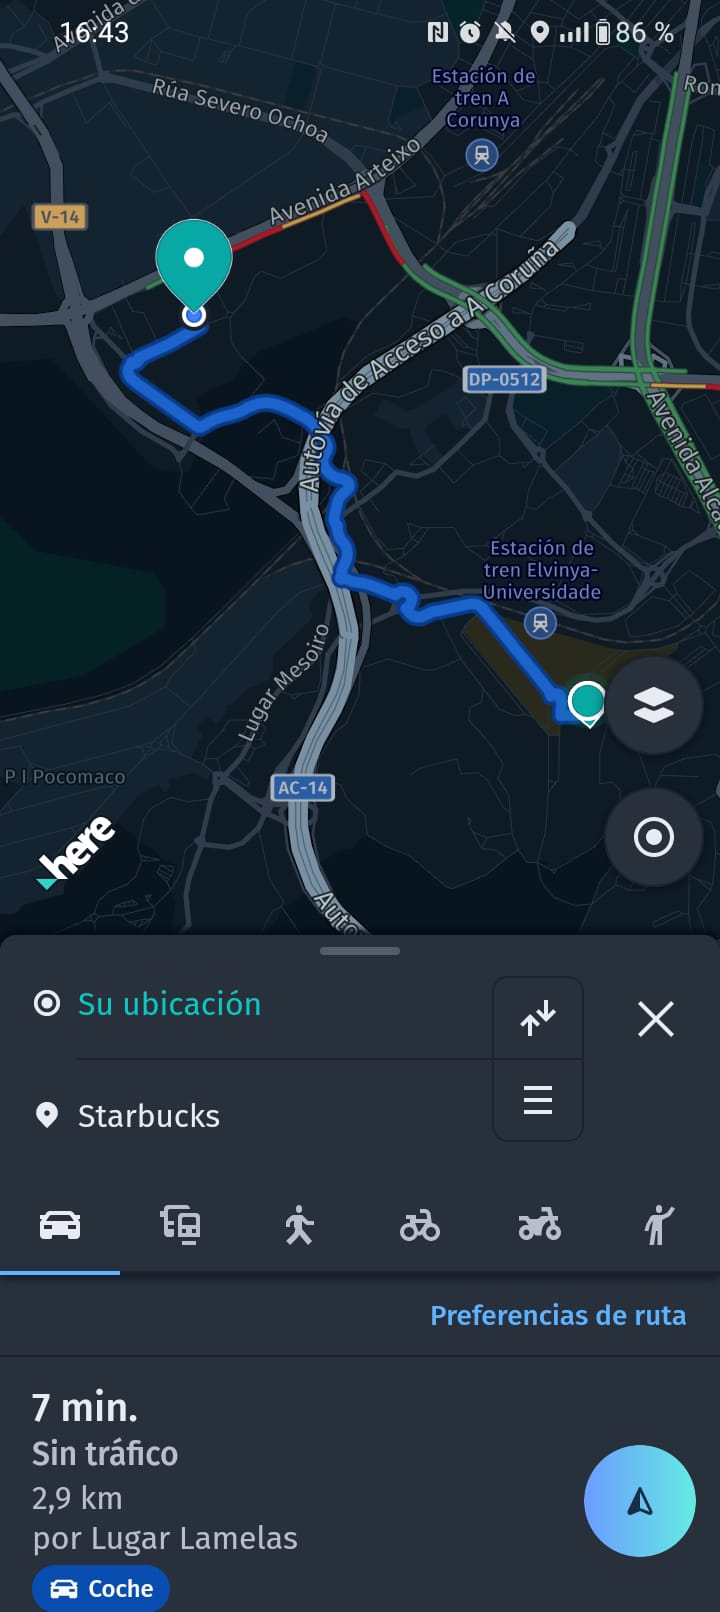 Avenida
16:43
86 %
Estación de
tren A
Corunya
Rúa Severo Ochoa
Avenida Arteixo
V-14
Autovía de Acceso a A Coruña
DP-0512
Avenida Alca
Estación de
tren Elvinya-
Universidade
Lugar Mesoiro
P I Pocomaco
AC-14
here
Su ubicación
Starbucks
Preferencias de ruta
7 min.
Sin tráfico
2,9 km
por Lugar Lamelas
Coche